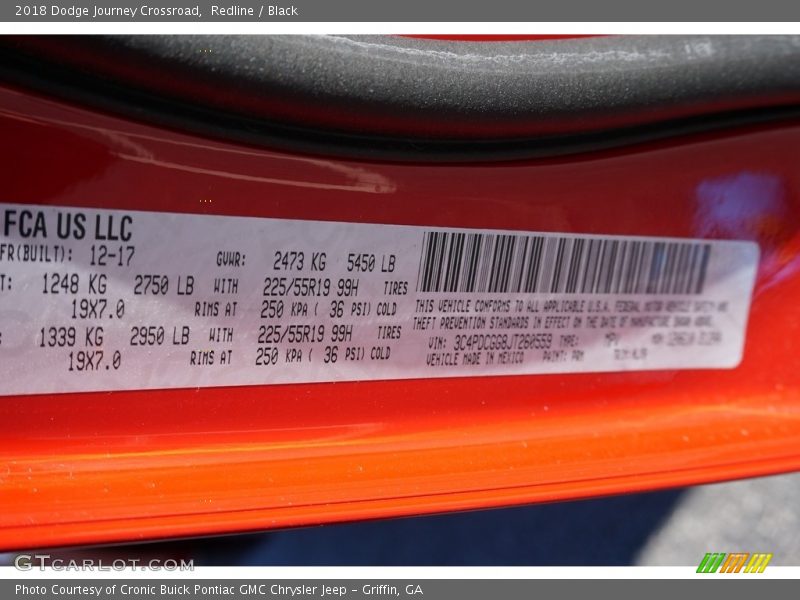 2018 Dodge Journey Crossroad, Redline / Black
FCA US LLC
FR(BUILT): 12-17 GVWR: 2473 KG 5450 LB
T: 1248 KG 2750 LB WITH 225/55R19 99H TIRES
19X7.0 RIMS AT 250 KPA ( 36 PSI) COLD
: 1339 KG 2950 LB WITH 225/55R19 99H TIRES
19X7.0 RIMS AT 250 KPA ( 36 PSI) COLD
THIS VEHICLE CONFORMS TO ALL APPLICABLE U.S.A. FEDERAL MOTOR VEHICLE SAFETY AND
THEFT PREVENTION STANDARDS IN EFFECT ON THE DATE OF MANUFACTURE SHOWN ABOVE.
VIN: 3C4PDCGG8JT260559 TYPE: MPV
VEHICLE MADE IN MEXICO PAINT: PRM
GTCARLOT.COM
Photo Courtesy of Cronic Buick Pontiac GMC Chrysler Jeep - Griffin, GA